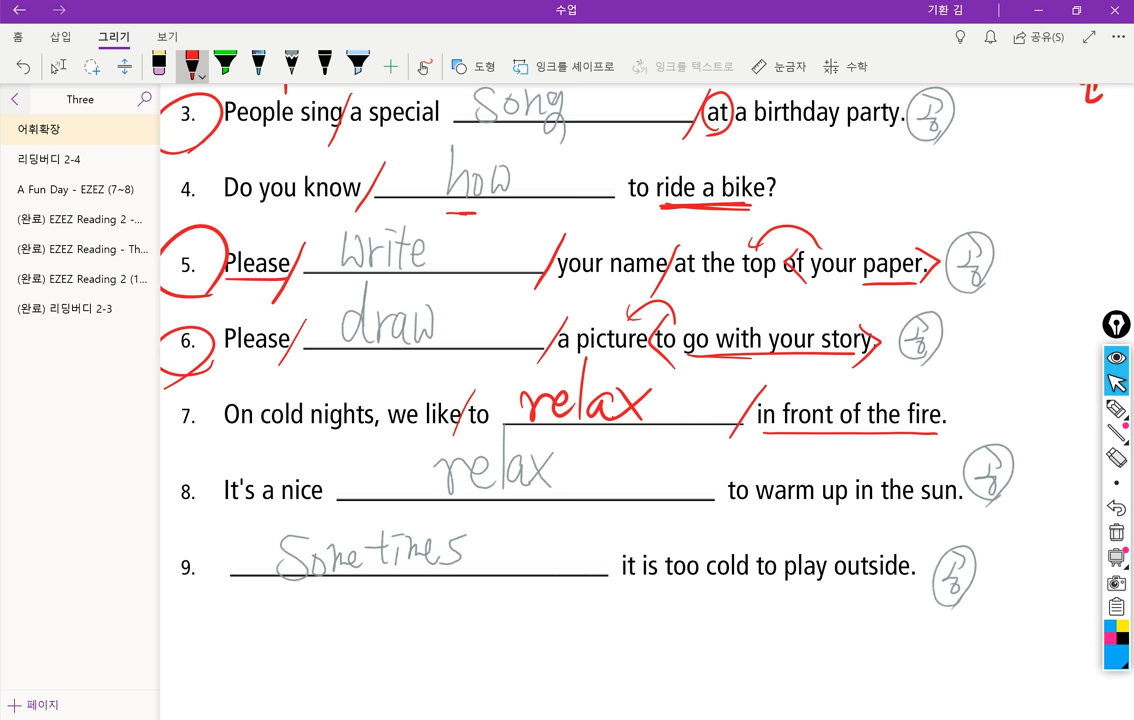 수업
기환 김
홈 삽입 그리기 보기
공유(S)
도형 잉크를 셰이프로 잉크를 텍스트로 눈금자 수학
Three
어휘확장
리딩버디 2-4
A Fun Day - EZEZ (7~8)
(완료) EZEZ Reading 2 -...
(완료) EZEZ Reading - Th...
(완료) EZEZ Reading 2 (1...
(완료) 리딩버디 2-3
페이지
3. People sing a special song at a birthday party. 공
4. Do you know how to ride a bike?
5. Please write your name at the top of your paper. 공
6. Please draw a picture to go with your story. 공
7. On cold nights, we like to relax in front of the fire.
8. It's a nice relax to warm up in the sun. 공
9. Sometimes it is too cold to play outside. 공